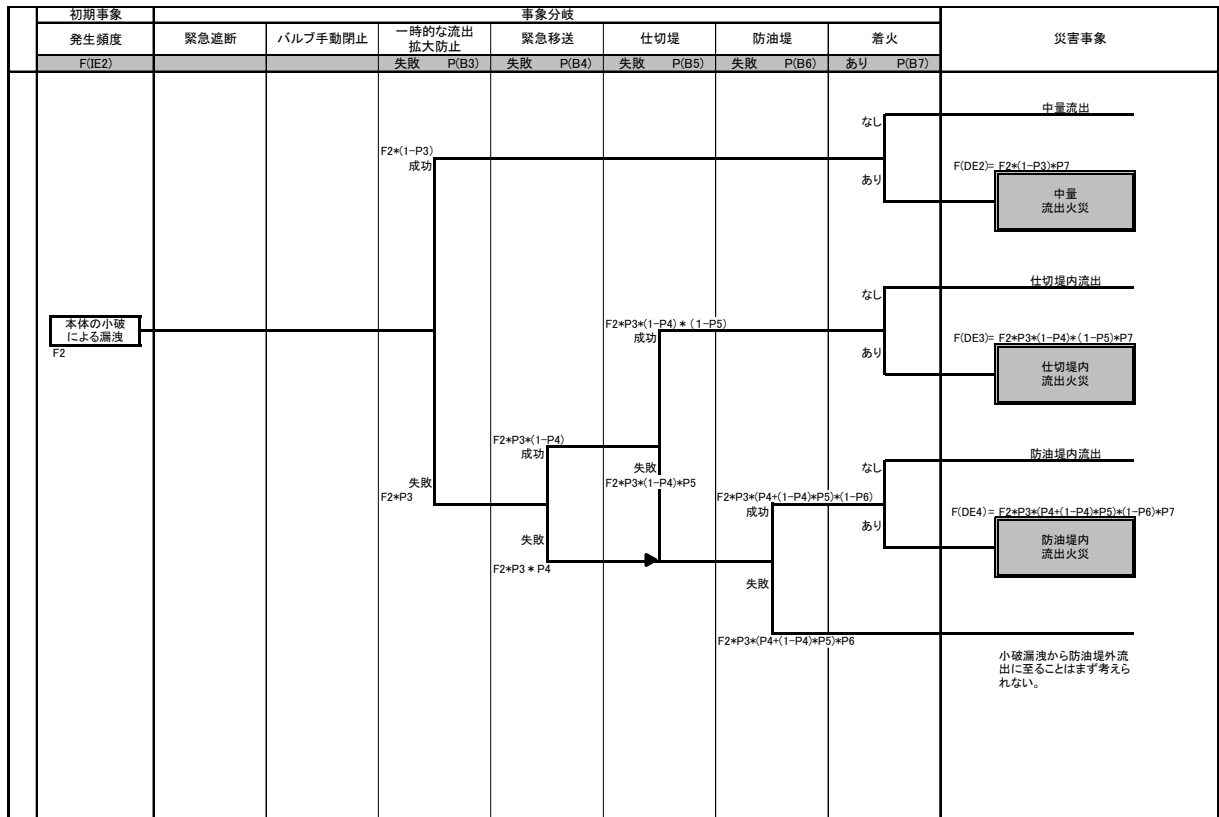 初期事象
事象分岐
発生頻度
緊急遮断
バルブ手動閉止
一時的な流出
拡大防止
緊急移送
仕切堤
防油堤
着火
災害事象
F(IE2)
失敗 P(B3)
失敗 P(B4)
失敗 P(B5)
失敗 P(B6)
あり P(B7)
中量流出
なし
F2*(1-P3)
成功
あり
F(DE2)= F2*(1-P3)*P7
中量
流出火災
仕切堤内流出
なし
本体の小破
による漏洩
F2
F2*P3*(1-P4)*(1-P5)
成功
あり
F(DE3)= F2*P3*(1-P4)*(1-P5)*P7
仕切堤内
流出火災
F2*P3*(1-P4)
成功
失敗
F2*P3*(1-P4)*P5
防油堤内流出
なし
失敗
F2*P3
F2*P3*(P4+(1-P4)*P5)*(1-P6)
成功
あり
F(DE4)= F2*P3*(P4+(1-P4)*P5)*(1-P6)*P7
防油堤内
流出火災
失敗
F2*P3*P4
失敗
F2*P3*(P4+(1-P4)*P5)*P6
小破漏洩から防油堤外流
出に至ることはまず考えら
れない。